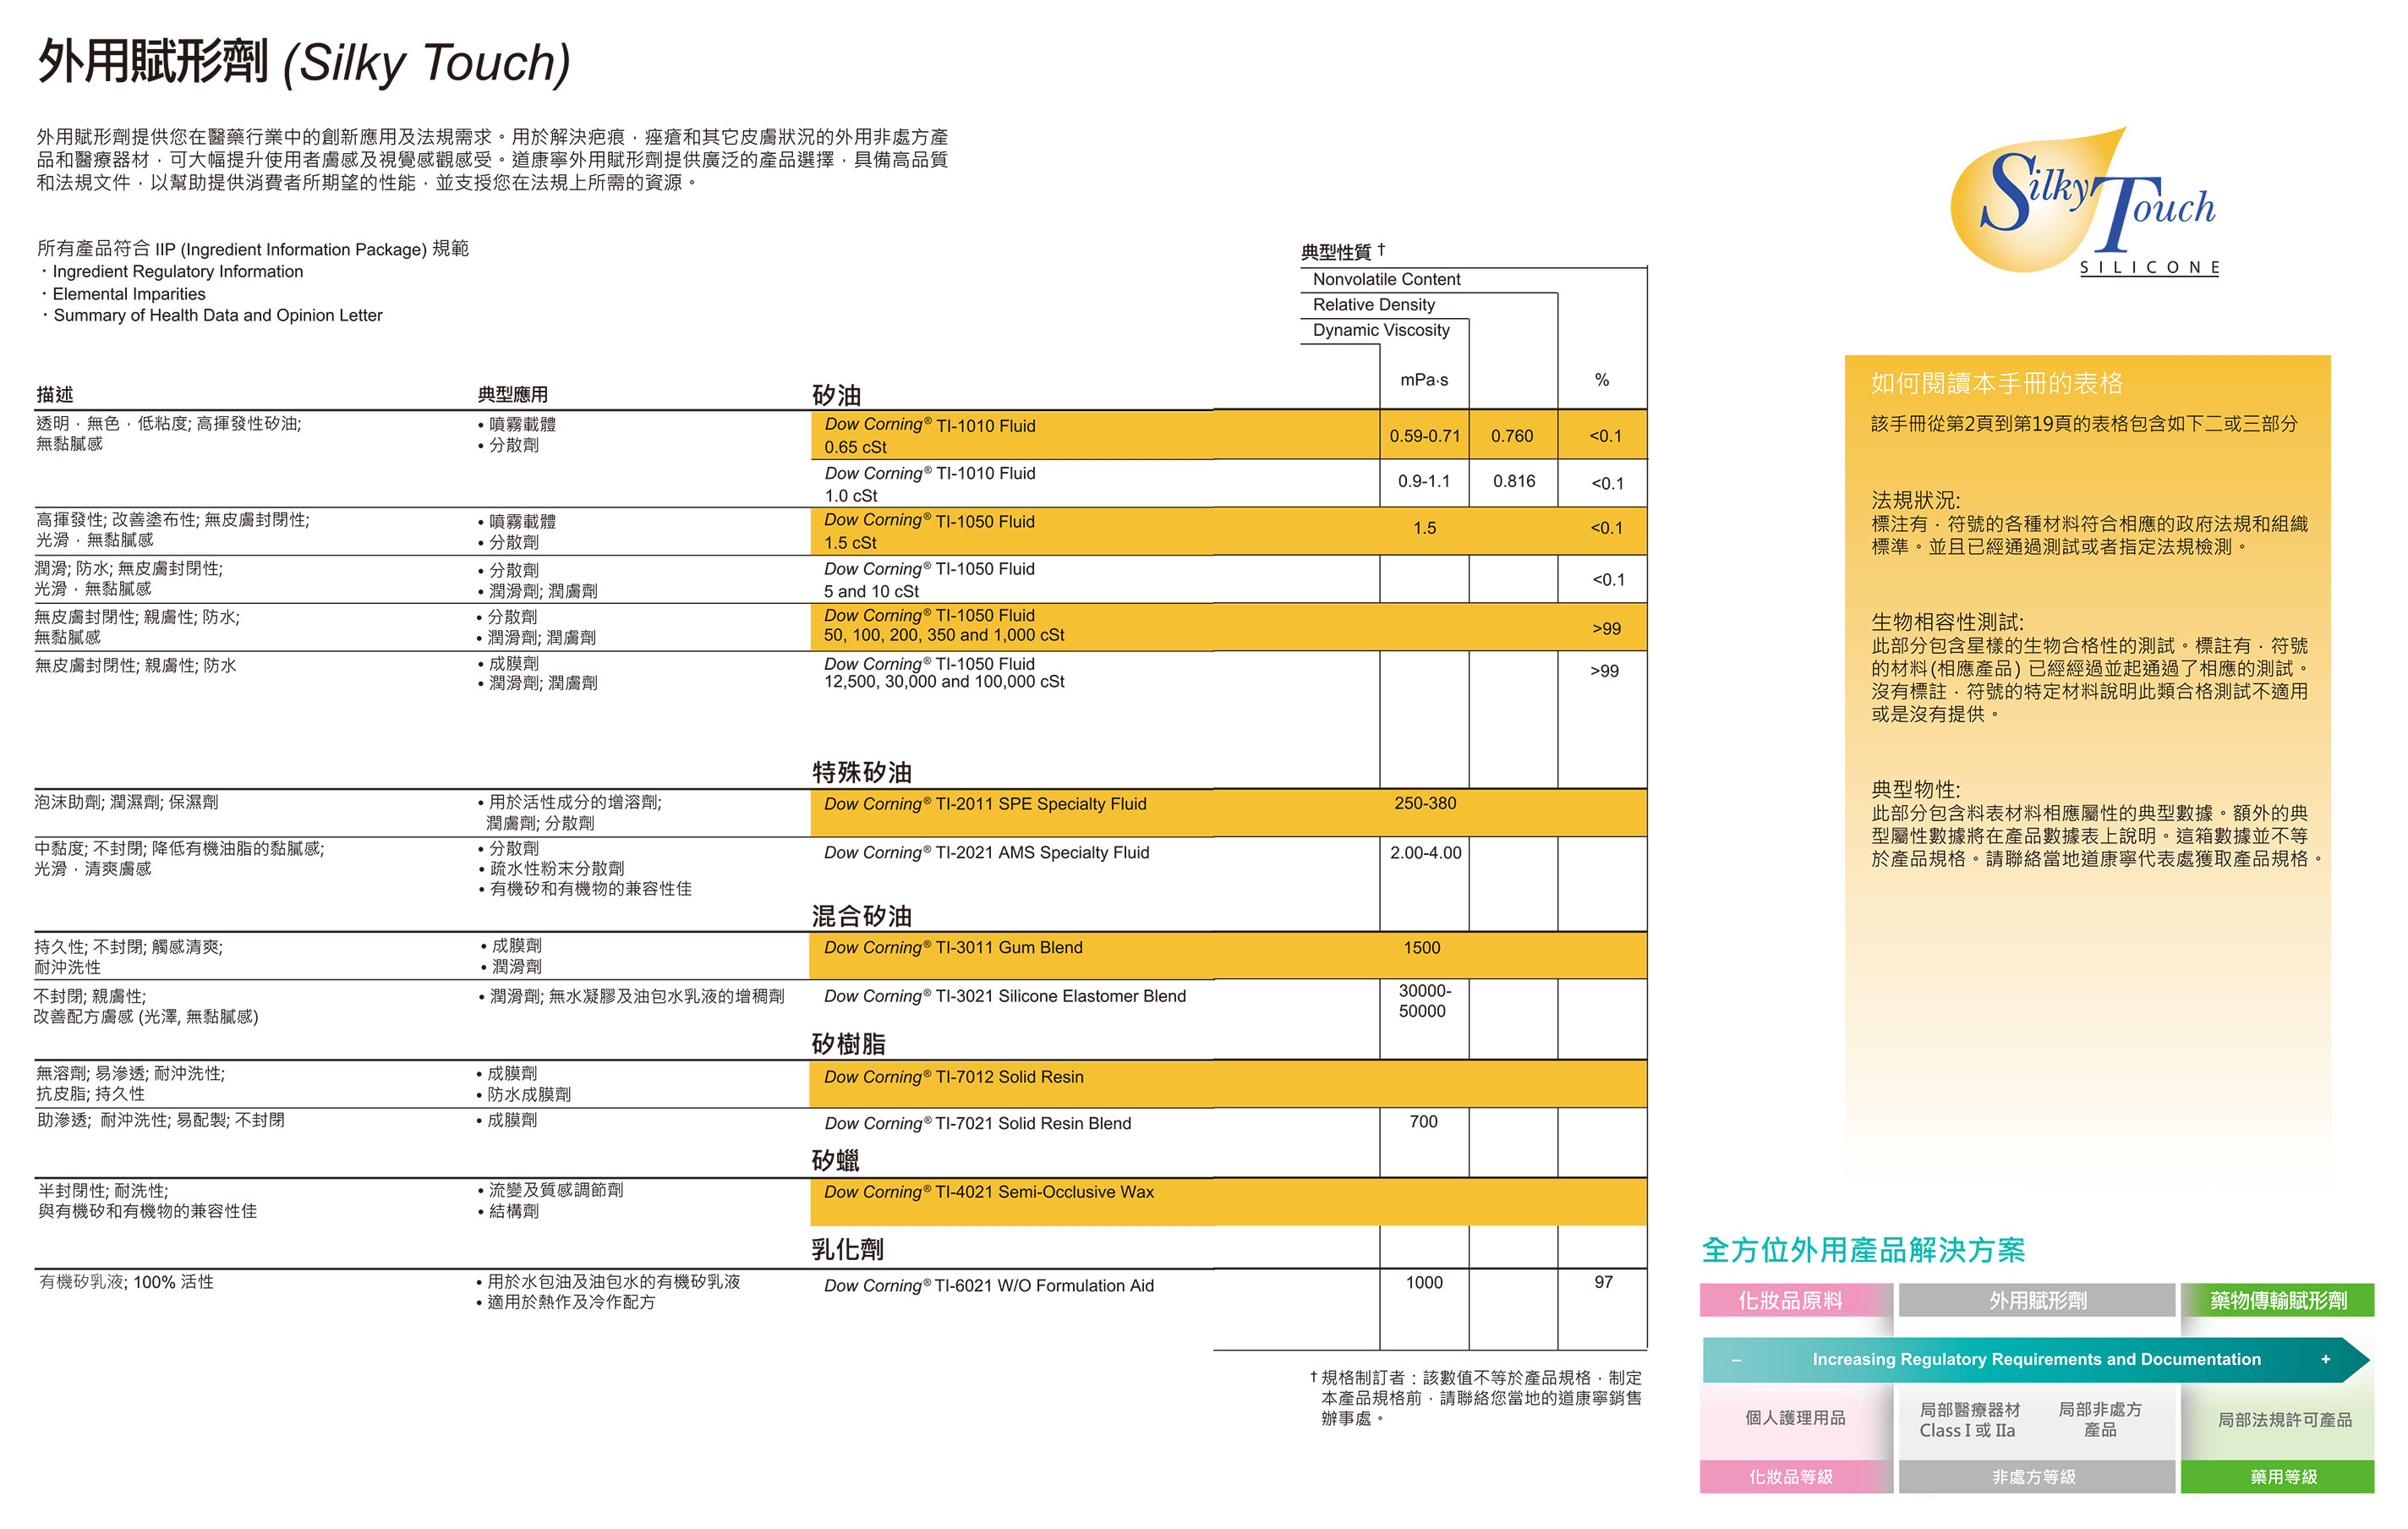 外用賦形劑 (Silky Touch)
外用賦形劑提供您在醫藥行業中的創新應用及法規需求。用於解決疤痕．痤瘡和其它皮膚狀況的外用非處方產
品和醫療器材．可大幅提升使用者膚感及視覺感觀感受。道康寧外用賦形劑提供廣泛的產品選擇．具備高品質
和法規文件．以幫助提供消費者所期望的性能．並支授您在法規上所需的資源。
所有產品符合 IIP (Ingredient Information Package) 規範
· Ingredient Regulatory Information
· Elemental Imparities
· Summary of Health Data and Opinion Letter
典型性質 †
Nonvolatile Content
Relative Density
Dynamic Viscosity
mPa·s %
描述 典型應用 矽油
透明．無色．低粘度; 高揮發性矽油;
無黏膩感
• 噴霧載體
• 分散劑
Dow Corning® TI-1010 Fluid
0.65 cSt
0.59-0.71 0.760 <0.1
Dow Corning® TI-1010 Fluid
1.0 cSt
0.9-1.1 0.816 <0.1
高揮發性; 改善塗布性; 無皮膚封閉性;
光滑．無黏膩感
• 噴霧載體
• 分散劑
Dow Corning® TI-1050 Fluid
1.5 cSt
1.5 <0.1
潤滑; 防水; 無皮膚封閉性;
光滑．無黏膩感
• 分散劑
• 潤滑劑; 潤膚劑
Dow Corning® TI-1050 Fluid
5 and 10 cSt
<0.1
無皮膚封閉性; 親膚性; 防水;
無黏膩感
• 分散劑
• 潤滑劑; 潤膚劑
Dow Corning® TI-1050 Fluid
50, 100, 200, 350 and 1,000 cSt
>99
無皮膚封閉性; 親膚性; 防水
• 成膜劑
• 潤滑劑; 潤膚劑
Dow Corning® TI-1050 Fluid
12,500, 30,000 and 100,000 cSt
>99
特殊矽油
泡沫助劑; 潤濕劑; 保濕劑
• 用於活性成分的增溶劑;
潤膚劑; 分散劑
Dow Corning® TI-2011 SPE Specialty Fluid
250-380
中黏度; 不封閉; 降低有機油脂的黏膩感;
光滑．清爽膚感
• 分散劑
• 疏水性粉末分散劑
• 有機矽和有機物的兼容性佳
Dow Corning® TI-2021 AMS Specialty Fluid
2.00-4.00
混合矽油
持久性; 不封閉; 觸感清爽;
耐沖洗性
• 成膜劑
• 潤滑劑
Dow Corning® TI-3011 Gum Blend
1500
不封閉; 親膚性;
改善配方膚感 (光澤, 無黏膩感)
• 潤滑劑; 無水凝膠及油包水乳液的增稠劑
Dow Corning® TI-3021 Silicone Elastomer Blend
30000-
50000
矽樹脂
無溶劑; 易滲透; 耐沖洗性;
抗皮脂; 持久性
• 成膜劑
• 防水成膜劑
Dow Corning® TI-7012 Solid Resin
助滲透; 耐沖洗性; 易配製; 不封閉
• 成膜劑
Dow Corning® TI-7021 Solid Resin Blend
700
矽蠟
半封閉性; 耐洗性;
與有機矽和有機物的兼容性佳
• 流變及質感調節劑
• 結構劑
Dow Corning® TI-4021 Semi-Occlusive Wax
乳化劑
有機矽乳液; 100% 活性
• 用於水包油及油包水的有機矽乳液
• 適用於熱作及冷作配方
Dow Corning® TI-6021 W/O Formulation Aid
1000 97
† 規格制訂者：該數值不等於產品規格．制定
本產品規格前．請聯絡您當地的道康寧銷售
辦事處。
Silky Touch
SILICONE
如何閱讀本手冊的表格
該手冊從第2頁到第19頁的表格包含如下二或三部分
法規狀況:
標注有．符號的各種材料符合相應的政府法規和組織
標準。並且已經通過測試或者指定法規檢測。
生物相容性測試:
此部分包含星樣的生物合格性的測試。標註有．符號
的材料(相應產品) 已經經過並起通過了相應的測試。
沒有標註．符號的特定材料說明此類合格測試不適用
或是沒有提供。
典型物性:
此部分包含料表材料相應屬性的典型數據。額外的典
型屬性數據將在產品數據表上說明。這箱數據並不等
於產品規格。請聯絡當地道康寧代表處獲取產品規格。
全方位外用產品解決方案
化妝品原料 外用賦形劑 藥物傳輸賦形劑
– Increasing Regulatory Requirements and Documentation +
個人護理用品
局部醫療器材
Class I 或 IIa
局部非處方
產品
局部法規許可產品
化妝品等級 非處方等級 藥用等級